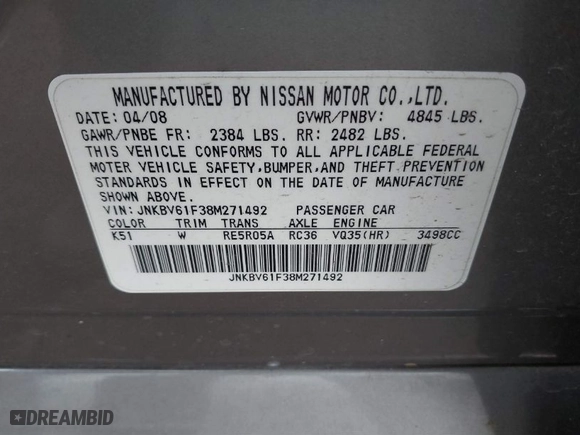 MANUFACTURED BY NISSAN MOTOR CO.,LTD.
DATE: 04/08 GVWR/PNBV: 4845 LBS.
GAWR/PNBE FR: 2384 LBS. RR: 2482 LBS.
THIS VEHICLE CONFORMS TO ALL APPLICABLE FEDERAL
MOTOR VEHICLE SAFETY,BUMPER,AND THEFT PREVENTION
STANDARDS IN EFFECT ON THE DATE OF MANUFACTURE
SHOWN ABOVE.
VIN: JNKBV61F38M271492 PASSENGER CAR
COLOR TRIM TRANS AXLE ENGINE
K51 W RE5R05A RC36 VQ35(HR) 3498CC
JNKBV61F38M271492
DREAMBID